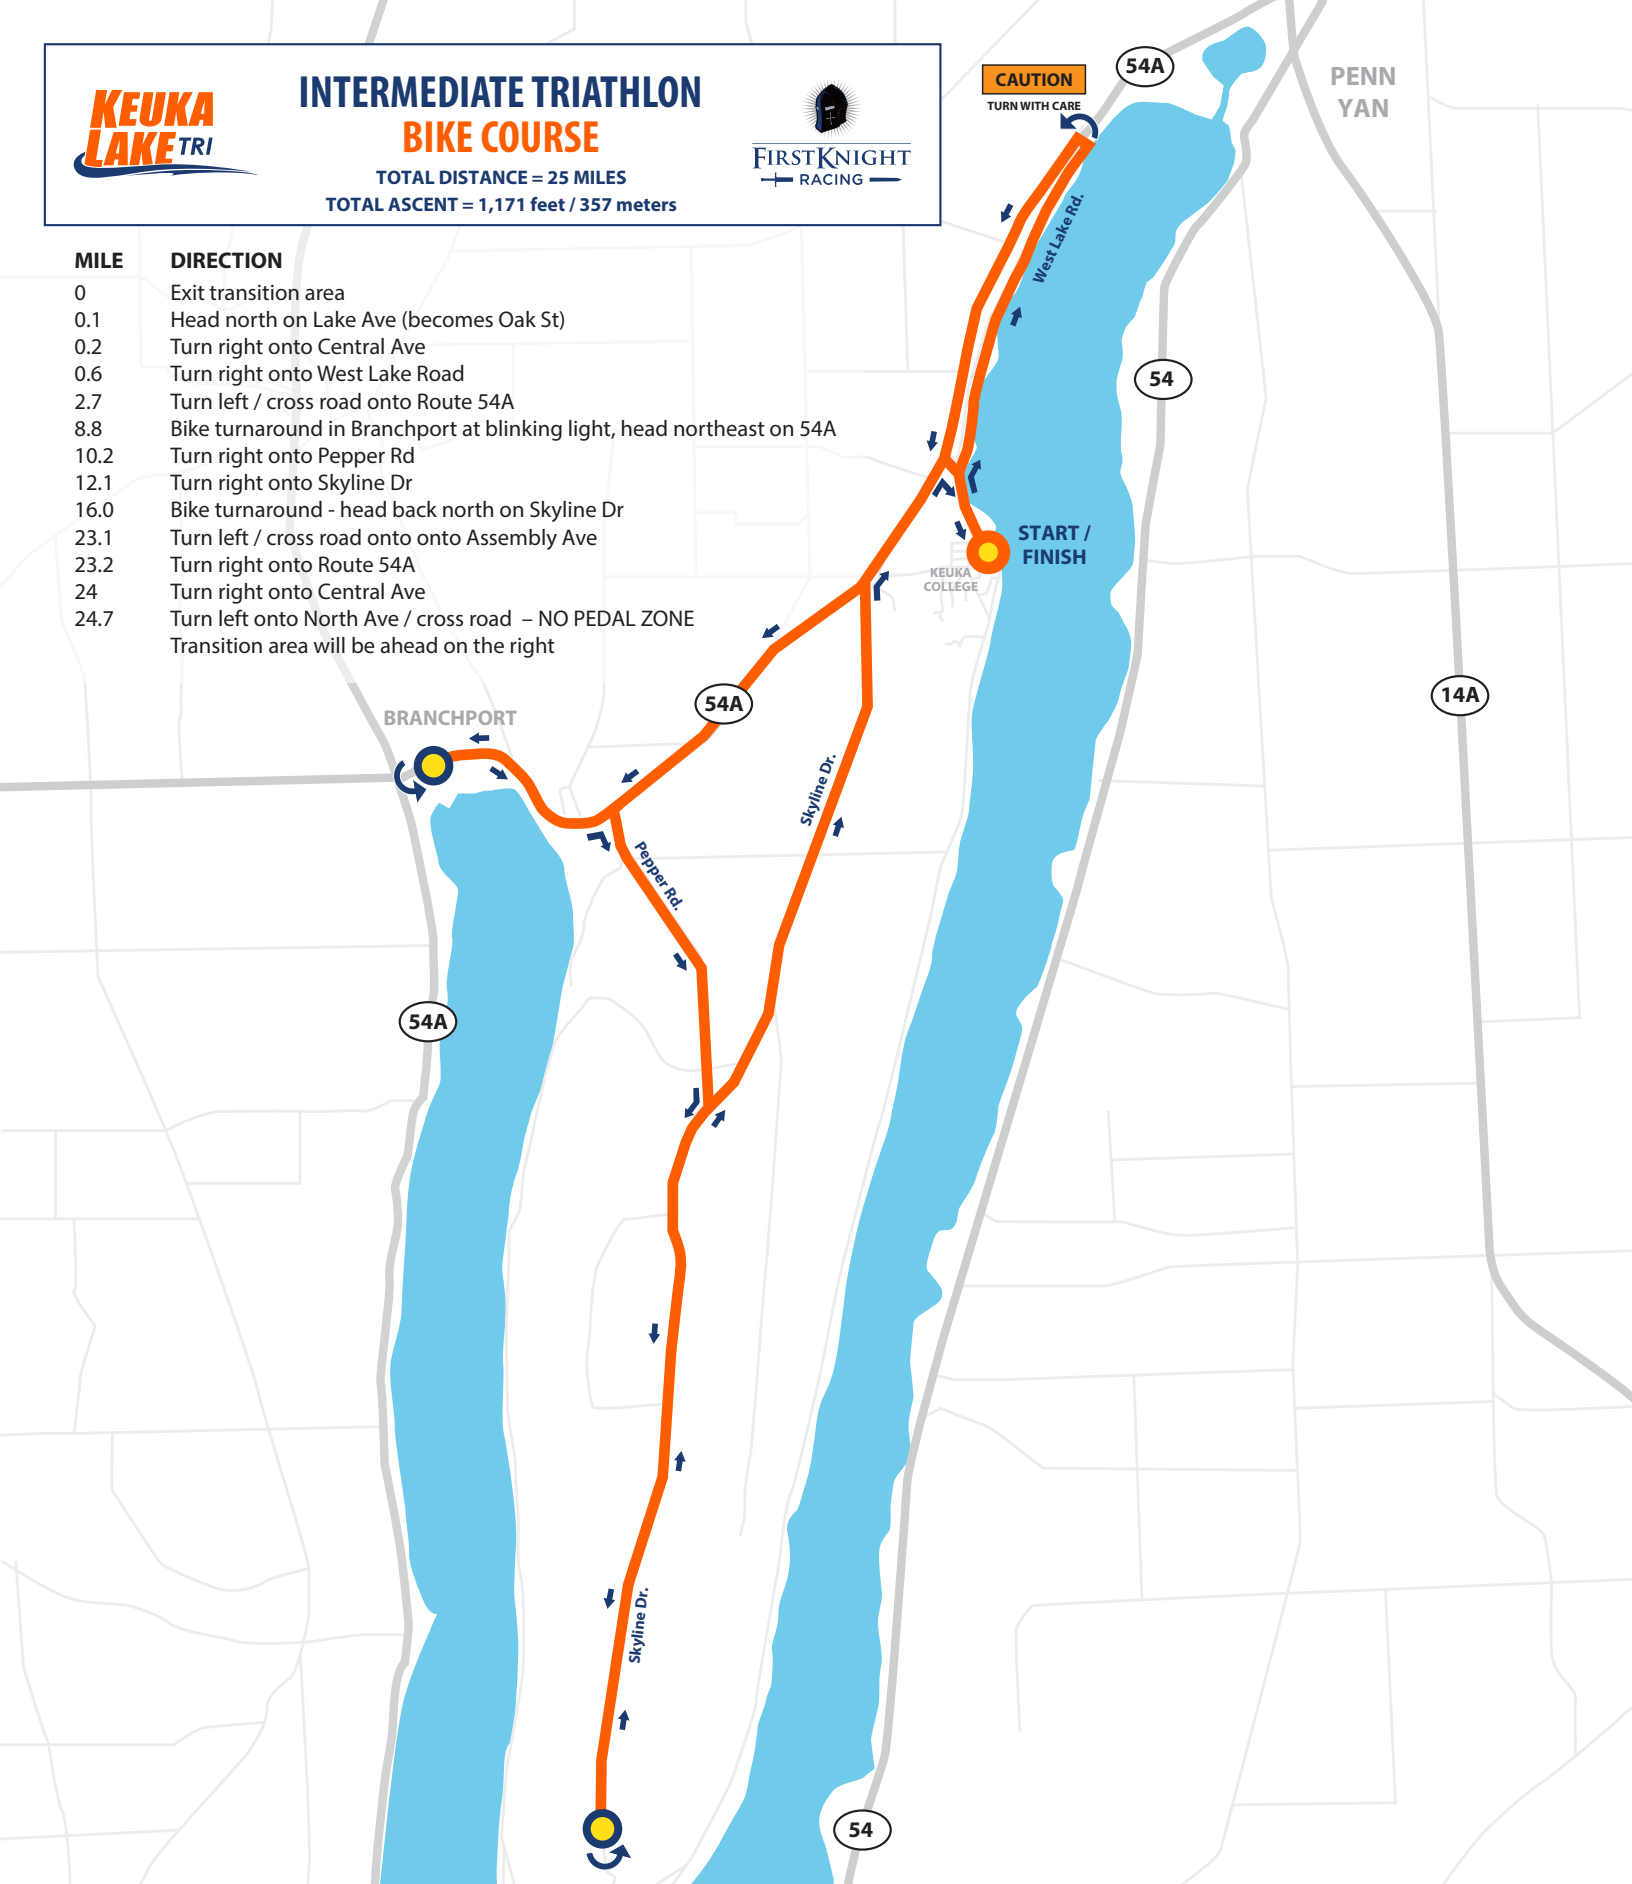 KEUKA
LAKE TRI
INTERMEDIATE TRIATHLON
BIKE COURSE
TOTAL DISTANCE = 25 MILES
TOTAL ASCENT = 1,171 feet / 357 meters
FIRSTKNIGHT
RACING
MILE DIRECTION
0 Exit transition area
0.1 Head north on Lake Ave (becomes Oak St)
0.2 Turn right onto Central Ave
0.6 Turn right onto West Lake Road
2.7 Turn left / cross road onto Route 54A
8.8 Bike turnaround in Branchport at blinking light, head northeast on 54A
10.2 Turn right onto Pepper Rd
12.1 Turn right onto Skyline Dr
16.0 Bike turnaround - head back north on Skyline Dr
23.1 Turn left / cross road onto onto Assembly Ave
23.2 Turn right onto Route 54A
24 Turn right onto Central Ave
24.7 Turn left onto North Ave / cross road – NO PEDAL ZONE
Transition area will be ahead on the right
CAUTION
TURN WITH CARE
54A
PENN
YAN
West Lake Rd.
54
START /
FINISH
KEUKA
COLLEGE
14A
54A
BRANCHPORT
Skyline Dr.
Pepper Rd.
54A
Skyline Dr.
54